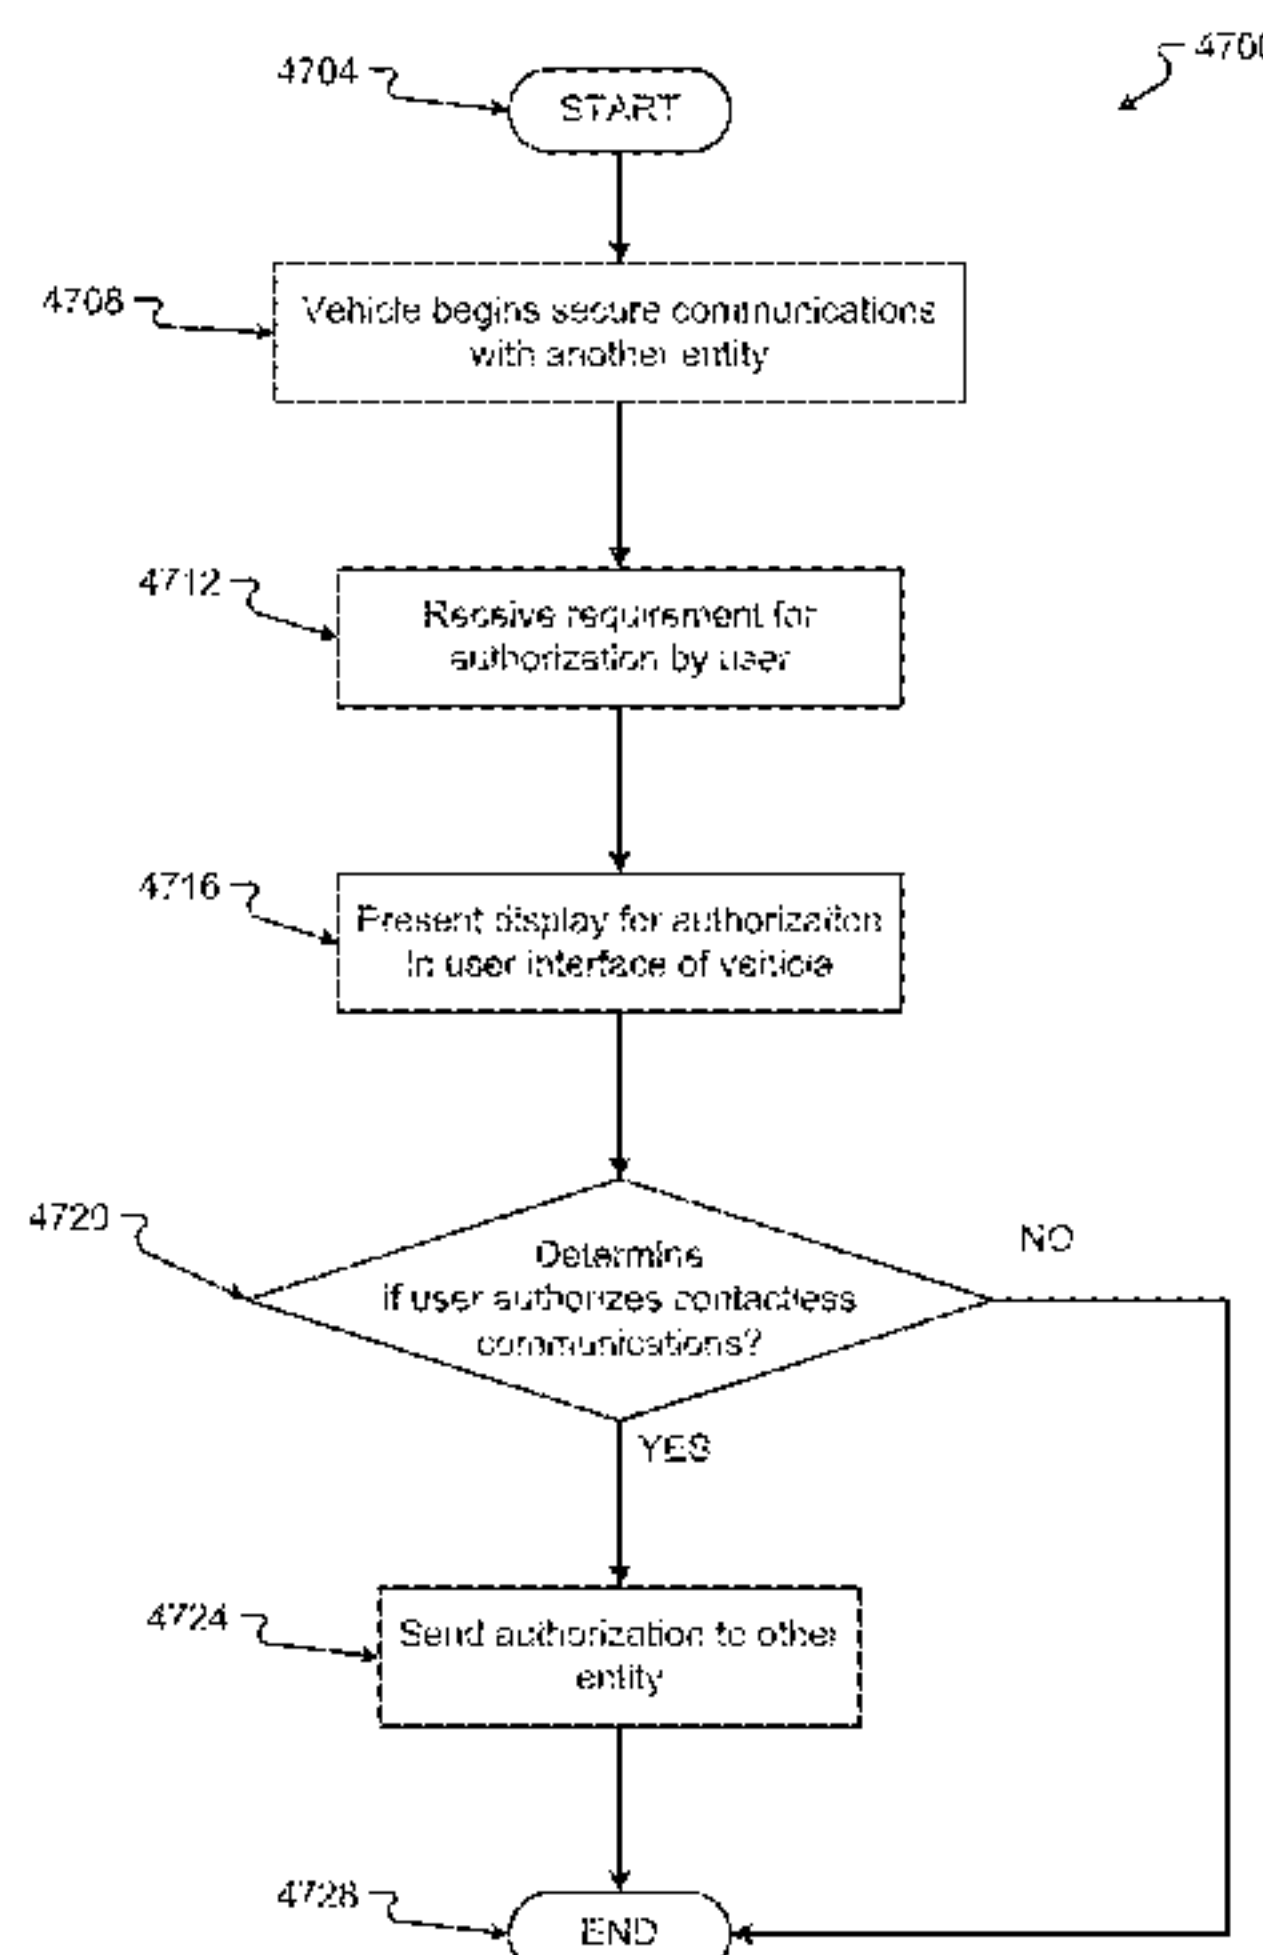 4700
4704
START
4708
Vehicle begins secure communications
with another entity
4712
Receive requirement for
authorization by user
4716
Present display for authorization
in user interface of vehicle
4720
NO
Determine
if user authorizes contactless
communications?
YES
4724
Send authorization to other
entity
4728
END